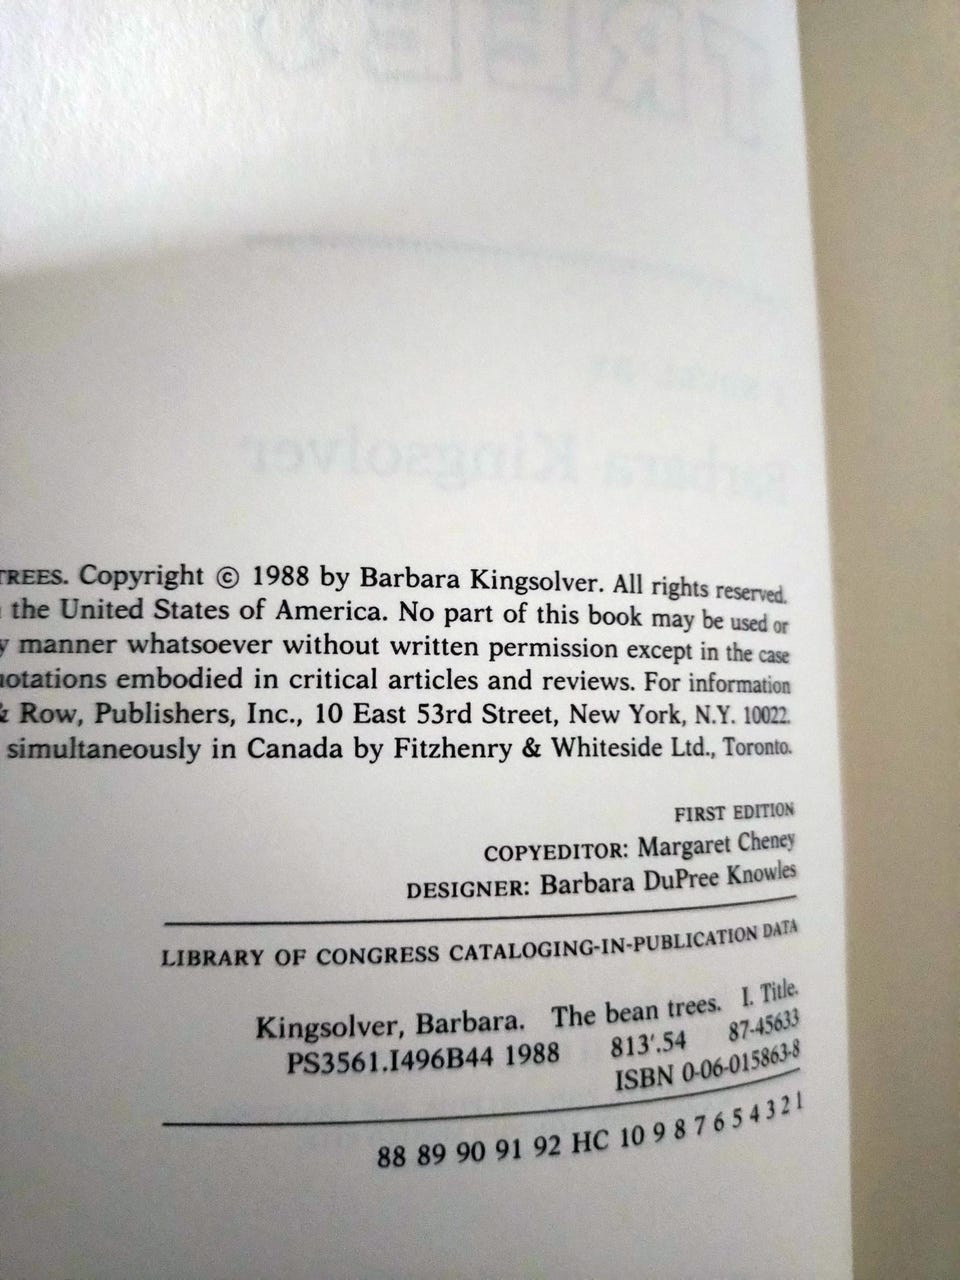 TREES. Copyright © 1988 by Barbara Kingsolver. All rights reserved.
the United States of America. No part of this book may be used or
manner whatsoever without written permission except in the case
embodied in critical articles and reviews. For information
& Row, Publishers, Inc., 10 East 53rd Street, New York, N.Y. 10022.
simultaneously in Canada by Fitzhenry & Whiteside Ltd., Toronto.
FIRST EDITION
COPYEDITOR: Margaret Cheney
DESIGNER: Barbara DuPree Knowles
LIBRARY OF CONGRESS CATALOGING-IN-PUBLICATION DATA
Kingsolver, Barbara. The bean trees. I. Title.
PS3561.I496B44 1988 813'.54 87-45633
ISBN 0-06-015863-8
88 89 90 91 92 HC 10 9 8 7 6 5 4 3 2 1